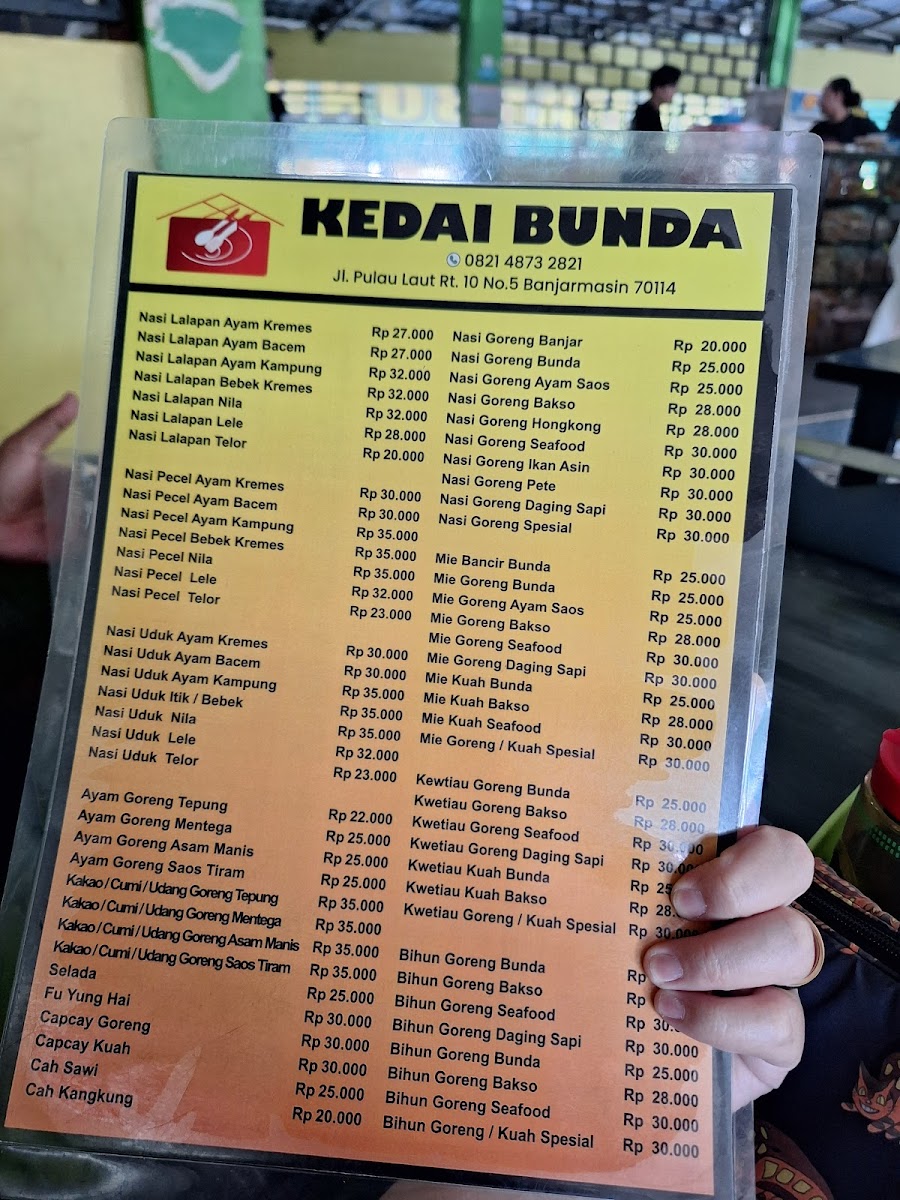 KEDAI BUNDA
0821 4873 2821
Jl. Pulau Laut Rt. 10 No.5 Banjarmasin 70114
Nasi Lalapan Ayam Kremes Rp 27.000
Nasi Lalapan Ayam Bacem Rp 27.000
Nasi Lalapan Ayam Kampung Rp 32.000
Nasi Lalapan Bebek Kremes Rp 32.000
Nasi Lalapan Nila Rp 32.000
Nasi Lalapan Lele Rp 28.000
Nasi Lalapan Telor Rp 20.000
Nasi Pecel Ayam Kremes Rp 30.000
Nasi Pecel Ayam Bacem Rp 30.000
Nasi Pecel Ayam Kampung Rp 35.000
Nasi Pecel Bebek Kremes Rp 35.000
Nasi Pecel Nila Rp 35.000
Nasi Pecel Lele Rp 32.000
Nasi Pecel Telor Rp 23.000
Nasi Uduk Ayam Kremes Rp 30.000
Nasi Uduk Ayam Bacem Rp 30.000
Nasi Uduk Ayam Kampung Rp 35.000
Nasi Uduk Itik / Bebek Rp 35.000
Nasi Uduk Nila Rp 35.000
Nasi Uduk Lele Rp 32.000
Nasi Uduk Telor Rp 23.000
Ayam Goreng Tepung Rp 22.000
Ayam Goreng Mentega Rp 25.000
Ayam Goreng Asam Manis Rp 25.000
Ayam Goreng Saos Tiram Rp 25.000
Kakao / Cumi / Udang Goreng Tepung Rp 35.000
Kakao / Cumi / Udang Goreng Mentega Rp 35.000
Kakao / Cumi / Udang Goreng Asam Manis Rp 35.000
Kakao / Cumi / Udang Goreng Saos Tiram Rp 35.000
Selada Rp 25.000
Fu Yung Hai Rp 30.000
Capcay Goreng Rp 30.000
Capcay Kuah Rp 30.000
Cah Sawi Rp 25.000
Cah Kangkung Rp 20.000
Nasi Goreng Banjar Rp 20.000
Nasi Goreng Bunda Rp 25.000
Nasi Goreng Ayam Saos Rp 25.000
Nasi Goreng Bakso Rp 28.000
Nasi Goreng Hongkong Rp 28.000
Nasi Goreng Seafood Rp 30.000
Nasi Goreng Ikan Asin Rp 30.000
Nasi Goreng Pete Rp 30.000
Nasi Goreng Daging Sapi Rp 30.000
Nasi Goreng Spesial Rp 30.000
Mie Bancir Bunda Rp 25.000
Mie Goreng Bunda Rp 25.000
Mie Goreng Ayam Saos Rp 25.000
Mie Goreng Bakso Rp 28.000
Mie Goreng Seafood Rp 30.000
Mie Goreng Daging Sapi Rp 30.000
Mie Kuah Bunda Rp 25.000
Mie Kuah Bakso Rp 28.000
Mie Kuah Seafood Rp 30.000
Mie Goreng / Kuah Spesial Rp 30.000
Kewtiau Goreng Bunda Rp 25.000
Kwetiau Goreng Bakso Rp 28.000
Kwetiau Goreng Seafood Rp 30.000
Kwetiau Goreng Daging Sapi Rp 30.000
Kwetiau Kuah Bunda Rp 25
Kwetiau Kuah Bakso Rp 28.
Kwetiau Goreng / Kuah Spesial Rp 30.000
Bihun Goreng Bunda Rp
Bihun Goreng Bakso Rp
Bihun Goreng Seafood Rp 30.
Bihun Goreng Daging Sapi Rp 30.000
Bihun Goreng Bunda Rp 25.000
Bihun Goreng Bakso Rp 28.000
Bihun Goreng Seafood Rp 30.000
Bihun Goreng / Kuah Spesial Rp 30.000